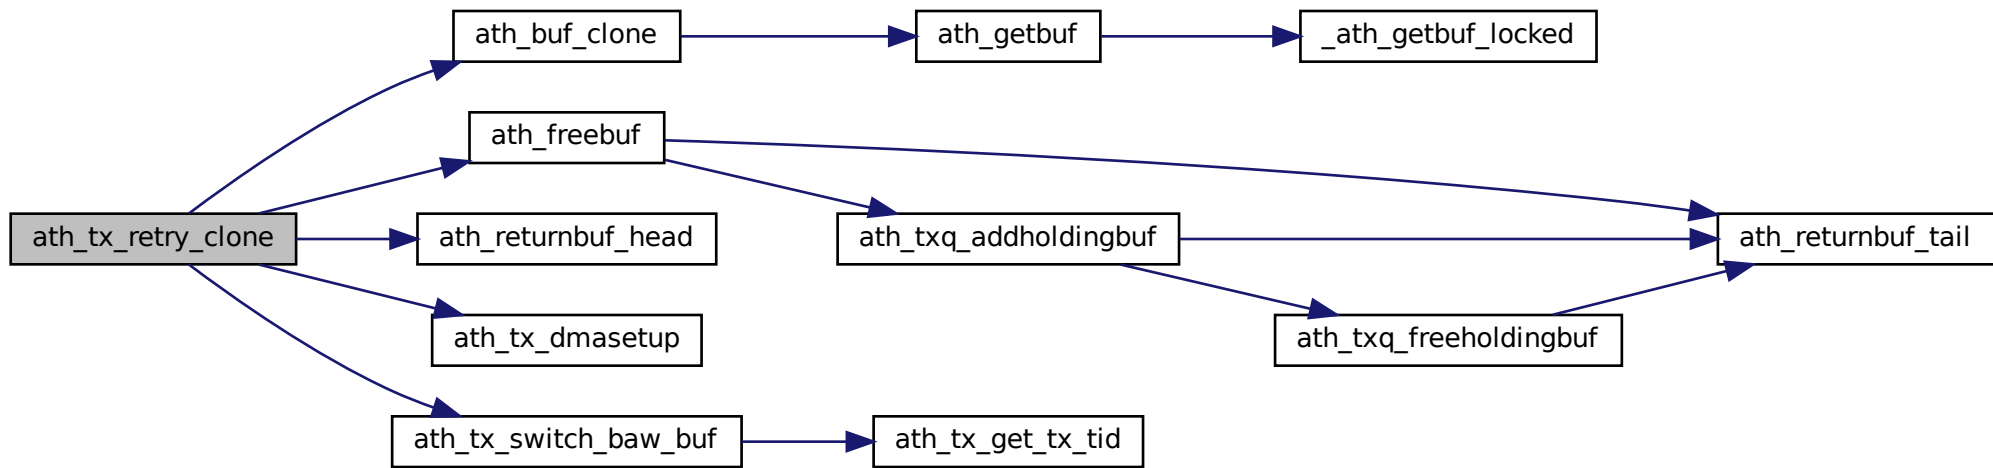 ath_buf_clone
ath_getbuf
_ath_getbuf_locked
ath_freebuf
ath_tx_retry_clone
ath_returnbuf_head
ath_txq_addholdingbuf
ath_returnbuf_tail
ath_tx_dmasetup
ath_txq_freeholdingbuf
ath_tx_switch_baw_buf
ath_tx_get_tx_tid